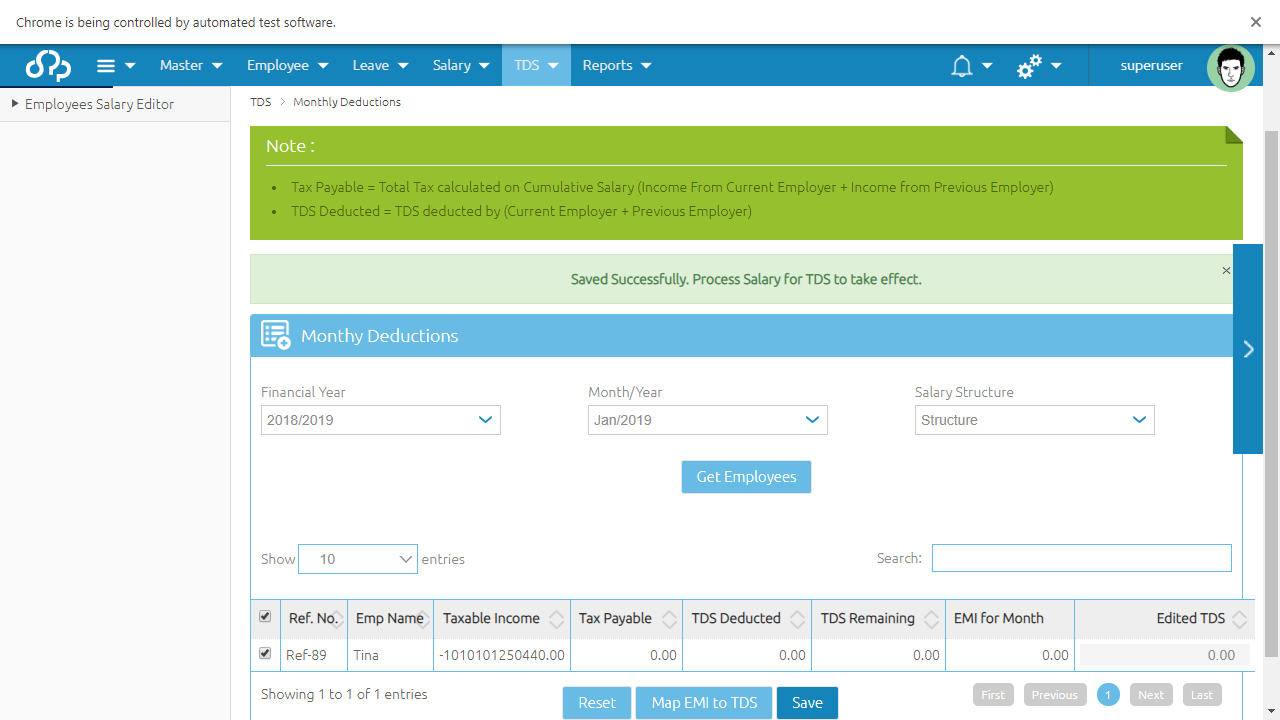 Chrome is being controlled by automated test software.
Master Employee Leave Salary TDS Reports superuser
Employees Salary Editor
TDS > Monthly Deductions
Note :
• Tax Payable = Total Tax calculated on Cumulative Salary (Income From Current Employer + Income from Previous Employer)
• TDS Deducted = TDS deducted by (Current Employer + Previous Employer)
Saved Successfully. Process Salary for TDS to take effect. ×
Monthy Deductions
Financial Year Month/Year Salary Structure
2018/2019 Jan/2019 Structure
Get Employees
Show 10 entries Search:
Ref. No. Emp Name Taxable Income Tax Payable TDS Deducted TDS Remaining EMI for Month Edited TDS
Ref-89 Tina -1010101250440.00 0.00 0.00 0.00 0.00 0.00
Showing 1 to 1 of 1 entries Reset Map EMI to TDS Save First Previous 1 Next Last